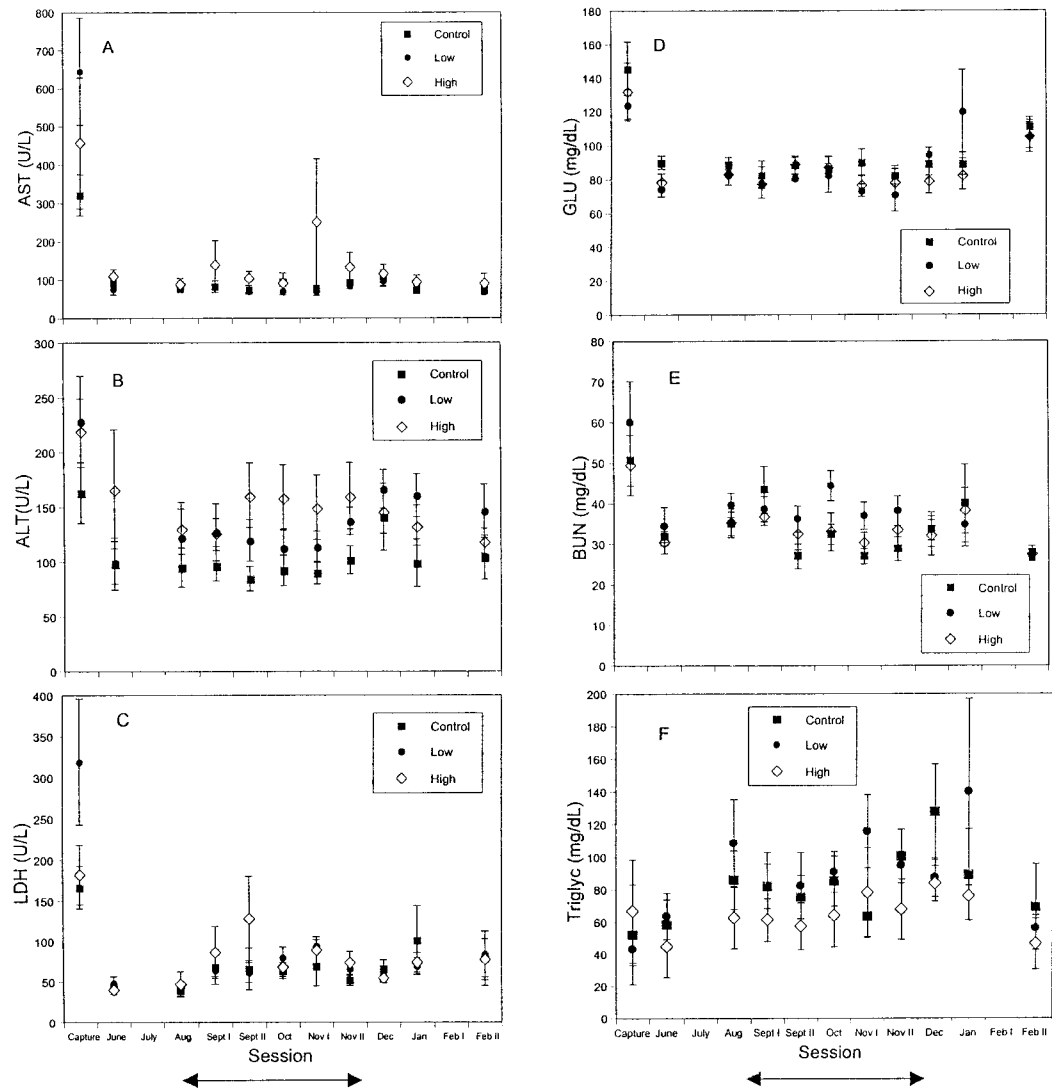 A
AST (U/L)
800
700
600
500
400
300
200
100
0
Control
Low
High
B
ALT(U/L)
250
200
150
100
50
0
300
Control
Low
High
C
LDH (U/L)
400
350
300
250
200
150
100
50
0
Control
Low
High
Capture June July Aug Sept I Sept II Oct Nov I Nov II Dec Jan Feb I Feb II
Session
D
GLU (mg/dL)
180
160
140
120
100
80
60
40
20
0
Control
Low
High
E
BUN (mg/dL)
80
70
60
50
40
30
20
10
0
Control
Low
High
F
Triglyc (mg/dL)
200
180
160
140
120
100
80
60
40
20
0
Control
Low
High
Capture June July Aug Sept I Sept II Oct Nov I Nov II Dec Jan Feb I Feb II
Session